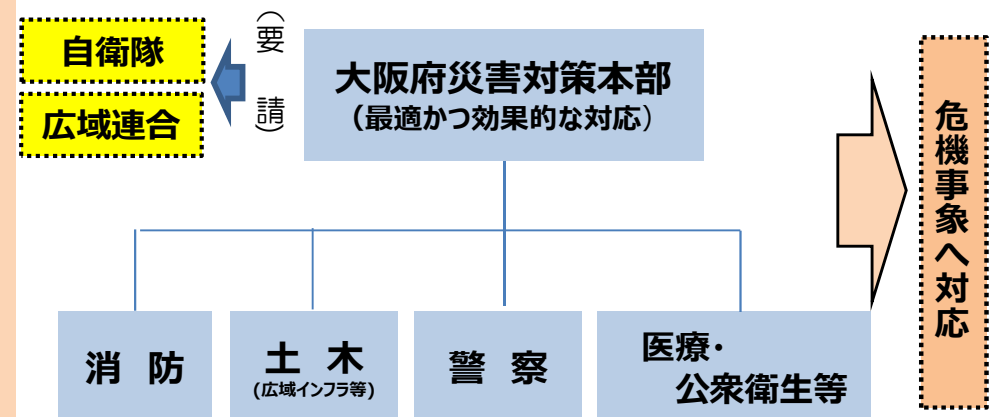 自衛隊
広域連合
（要請）
大阪府災害対策本部
（最適かつ効果的な対応）
危機事象へ対応
消 防
土 木
(広域インフラ等)
警 察
医療・
公衆衛生等